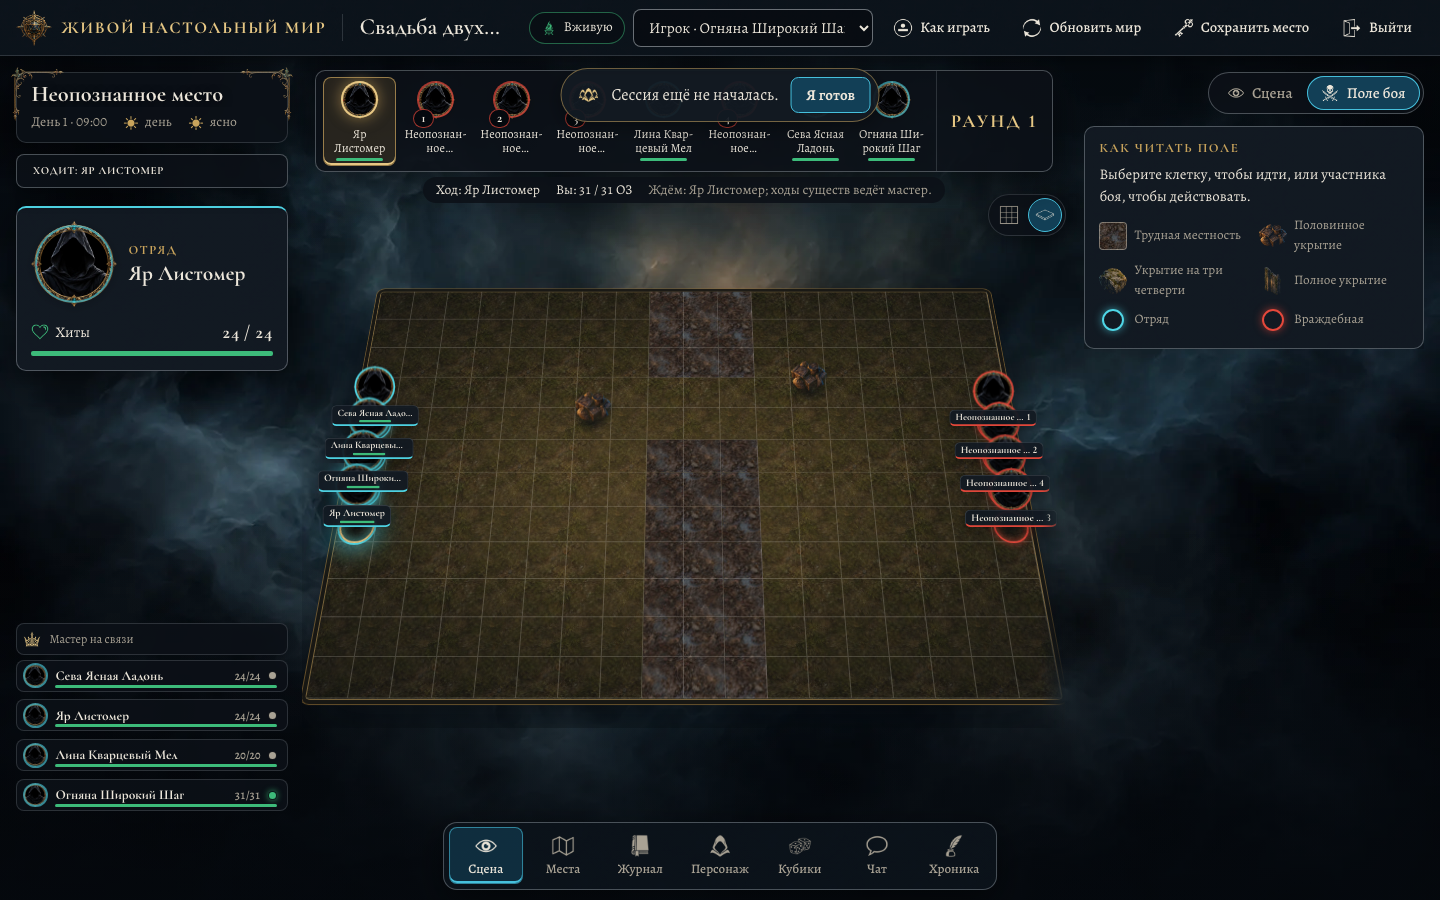 ЖИВОЙ НАСТОЛЬНЫЙ МИР
Свадьба двух...
Вживую
Игрок · Огняна Широкий Ша
Как играть
Обновить мир
Сохранить место
Выйти
Неопознанное место
День 1 · 09:00
день
ясно
ХОДИТ: ЯР ЛИСТОМЕР
ОТРЯД
Яр Листомер
Хиты
24 / 24
Яр
Листомер
1
Неопознан-
ное...
2
Неопознан-
ное...
Неопознан-
ное...
Лина Квар-
цевый Мел
Неопознан-
ное...
Сева Ясная
Ладонь
Огняна Ши-
рокий Шаг
РАУНД 1
Сессия ещё не началась.
Я готов
Ход: Яр Листомер
Вы: 31 / 31 ОЗ
Ждём: Яр Листомер; ходы существ ведёт мастер.
Сцена
Поле боя
КАК ЧИТАТЬ ПОЛЕ
Выберите клетку, чтобы идти, или участника
боя, чтобы действовать.
Трудная местность
Половинное
укрытие
Укрытие на три
четверти
Полное укрытие
Отряд
Враждебная
Сева Ясная Ладо...
Лина Кварцевы...
Огняна Широки...
Яр Листомер
Неопознанное ... 1
Неопознанное ... 2
Неопознанное ... 4
Неопознанное ... 3
Мастер на связи
Сева Ясная Ладонь
24/24
Яр Листомер
24/24
Лина Кварцевый Мел
20/20
Огняна Широкий Шаг
31/31
Сцена
Места
Журнал
Персонаж
Кубики
Чат
Хроника